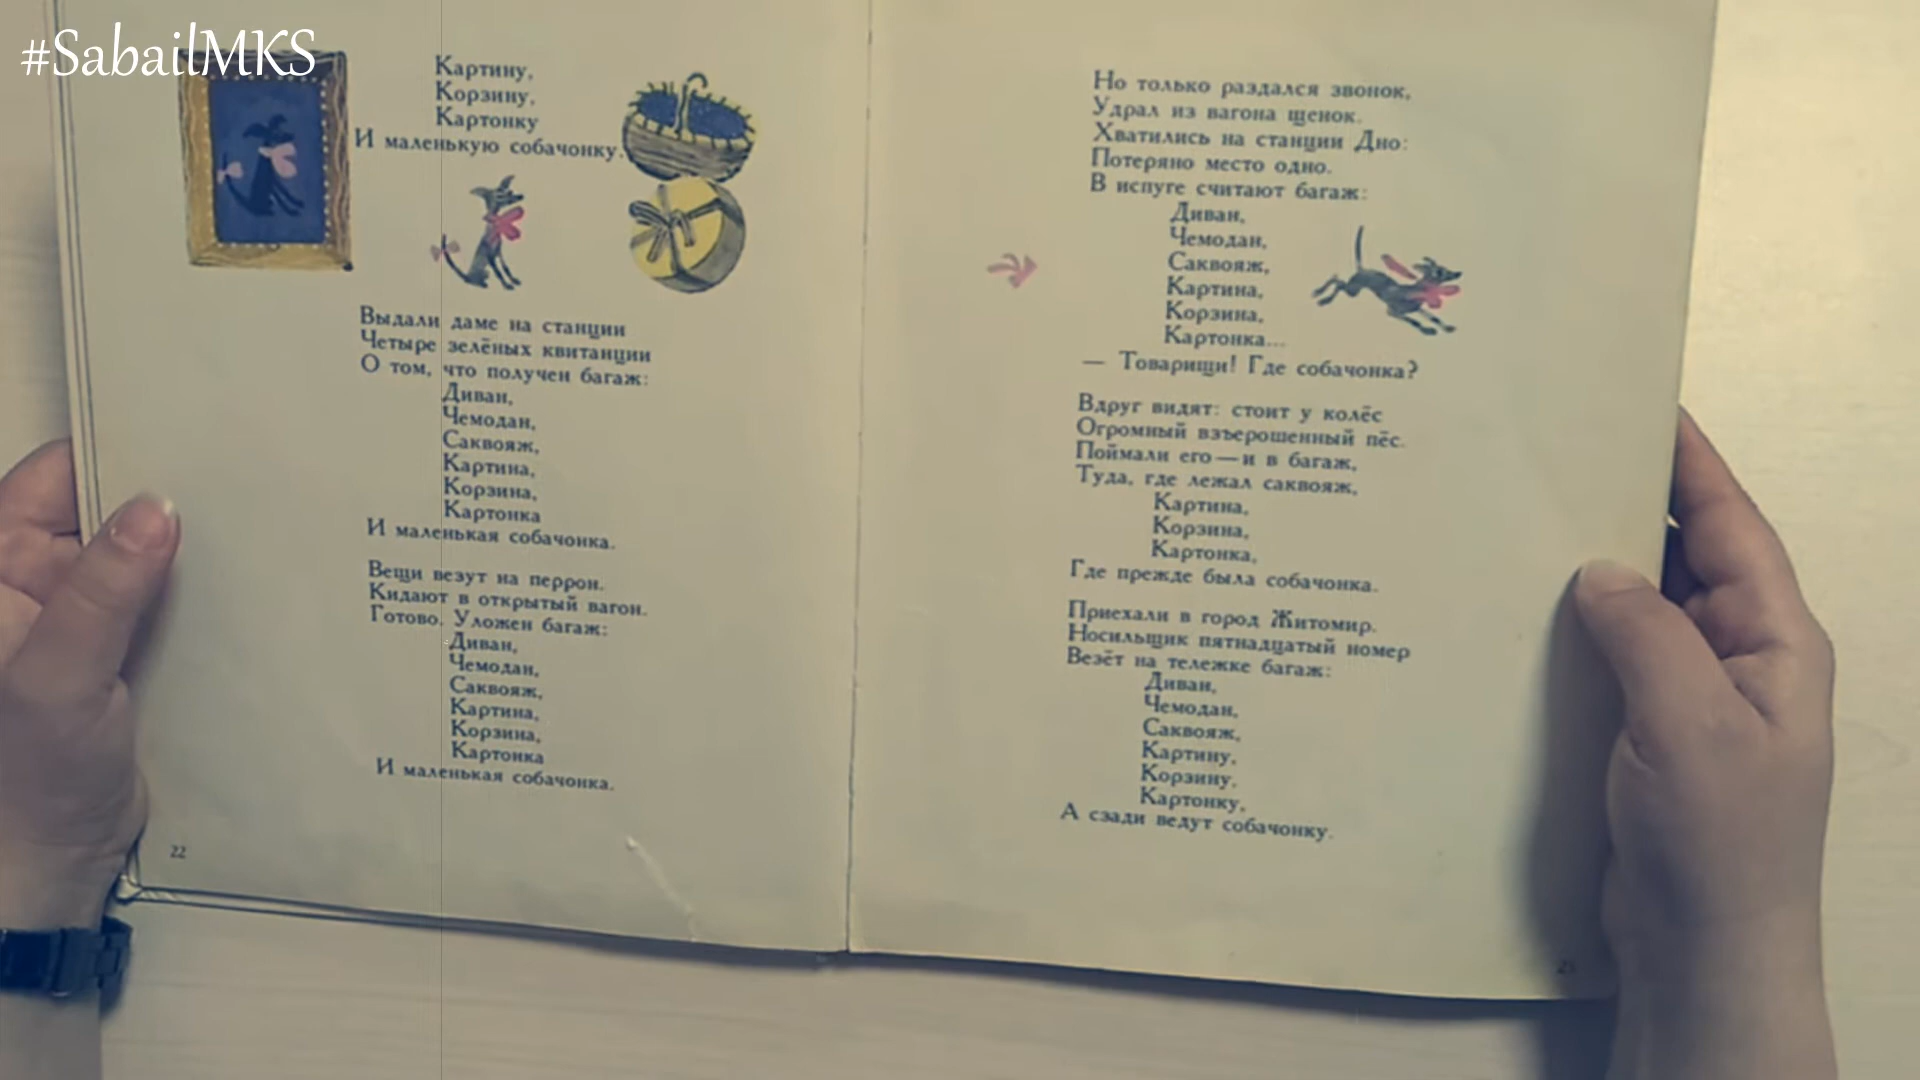 #SabailMKS
Картину,
Корзину,
Картонку
И маленькую собачонку.
Выдали даме на станции
Четыре зелёных квитанции
О том, что получен багаж:
Диван,
Чемодан,
Саквояж,
Картина,
Корзина,
Картонка
И маленькая собачонка.
Вещи везут на перрон.
Кидают в открытый вагон.
Готово. Уложен багаж:
Диван,
Чемодан,
Саквояж,
Картина,
Корзина,
Картонка
И маленькая собачонка.
22
Но только раздался звонок,
Удрал из вагона щенок.
Хватились на станции Дно:
Потеряно место одно.
В испуге считают багаж:
Диван,
Чемодан,
Саквояж,
Картина,
Корзина,
Картонка...
— Товарищи! Где собачонка?
Вдруг видят: стоит у колёс
Огромный взъерошенный пёс.
Поймали его — и в багаж,
Туда, где лежал саквояж,
Картина,
Корзина,
Картонка,
Где прежде была собачонка.
Приехали в город Житомир.
Носильщик пятнадцатый номер
Везёт на тележке багаж:
Диван,
Чемодан,
Саквояж,
Картину,
Корзину,
Картонку,
А сзади ведут собачонку.